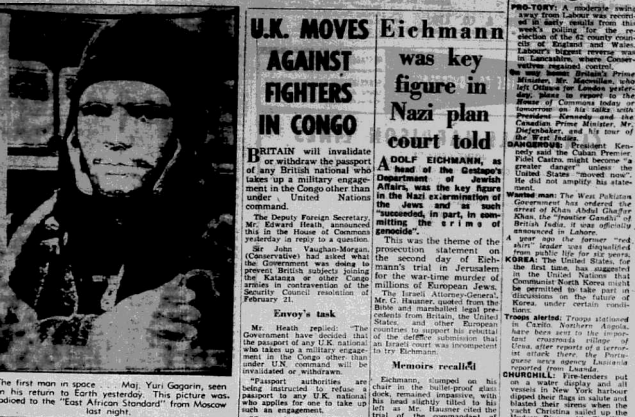 The first man in space . . . Maj. Yuri Gagarin, seen
on his return to Earth yesterday. This picture was
radioed to the "East African Standard" from Moscow
last night.
U.K. MOVES
AGAINST
FIGHTERS
IN CONGO
BRITAIN will invalidate
or withdraw the passport
of any British national who
takes up a military engage-
ment in the Congo other than
under United Nations
command.
The Deputy Foreign Secretary,
Mr. Edward Heath, announced
this in the House of Commons
yesterday in reply to a question.
Sir John Vaughan-Morgan,
(Conservative) had asked what
the Government was doing to
prevent British subjects joining
the Katanga or other Congo
armies in contravention of the
Security Council resolution of
February 21.
Envoy's task
Mr. Heath replied: "The
Government have decided that
the passport of any U.K. national
who takes up a military engage-
ment in the Congo other than
under U.N. command will be
invalidated or withdrawn.
"Passport authorities are
being instructed to refuse a
passport to any U.K. national
who applies for one to take up
such an engagement.
Eichmann
was key
figure in
Nazi plan
court told
ADOLF EICHMANN, as
head of the Gestapo's
Department of Jewish
Affairs, was the key figure
in the Nazi extermination of
the Jews and as such
"succeeded, in part, in com-
mitting the crime of
genocide".
This was the theme of the
prosecution statement on
the second day of Eich-
mann's trial in Jerusalem
for the war-time murder of
millions of European Jews.
The Israeli Attorney-General,
Mr. G. Hausner, quoted from the
Bible and marshalled legal pre-
cedents from Britain, the United
States, and other European
countries to support his rebuttal
of the defence submission that
an Israeli court was incompetent
to try Eichmann.
Memoirs recalled
Eichmann, slumped on his
chair in the bullet-proof glass
dock, remained impassive, with
his head slightly tilted to his
left as Mr. Hausner cited the
PRO-TORY: A moderate swing
away from Labour was record-
ed in early results from this
week's polling for the re-
election of the 62 county coun-
cils of England and Wales.
Labour's biggest reverse was
in Lancashire, where Conser-
vatives regained control.
On way home: Britain's Prime
Minister, Mr. Macmillan, who
left Ottawa for London yester-
day, plans to report to the
House of Commons today or
tomorrow on his talks with
President Kennedy and the
Canadian Prime Minister, Mr.
Diefenbaker, and his tour of
the West Indies.
DANGEROUS: President Ken-
nedy said the Cuban Premier,
Fidel Castro, might become "a
greater danger" unless the
United States "moved now".
He did not amplify his state-
ment.
Wanted man: The West Pakistan
Government has ordered the
arrest of Khan Abdul Ghaffar
Khan, the "frontier Gandhi" of
British India, it was officially
announced in Lahore.
A year ago the former "red
shirt" leader was disqualified
from public life for six years.
KOREA: The United States, for
the first time, has suggested
in the United Nations that
Communist North Korea might
be permitted to take part in
discussions on the future of
Korea, under certain condi-
tions.
Troops alerted: Troops stationed
in Northern Angola,
have been sent to the impor-
tant crossroads village of
Uena, after reports of a terror-
ist attack there, the Portu-
guese news agency Lusitania
reported from Luanda.
CHURCHILL: Fire-tenders put
on a water display and all
vessels in New York harbour
dipped their flags in salute and
blasted their sirens when the
yacht Christina sailed